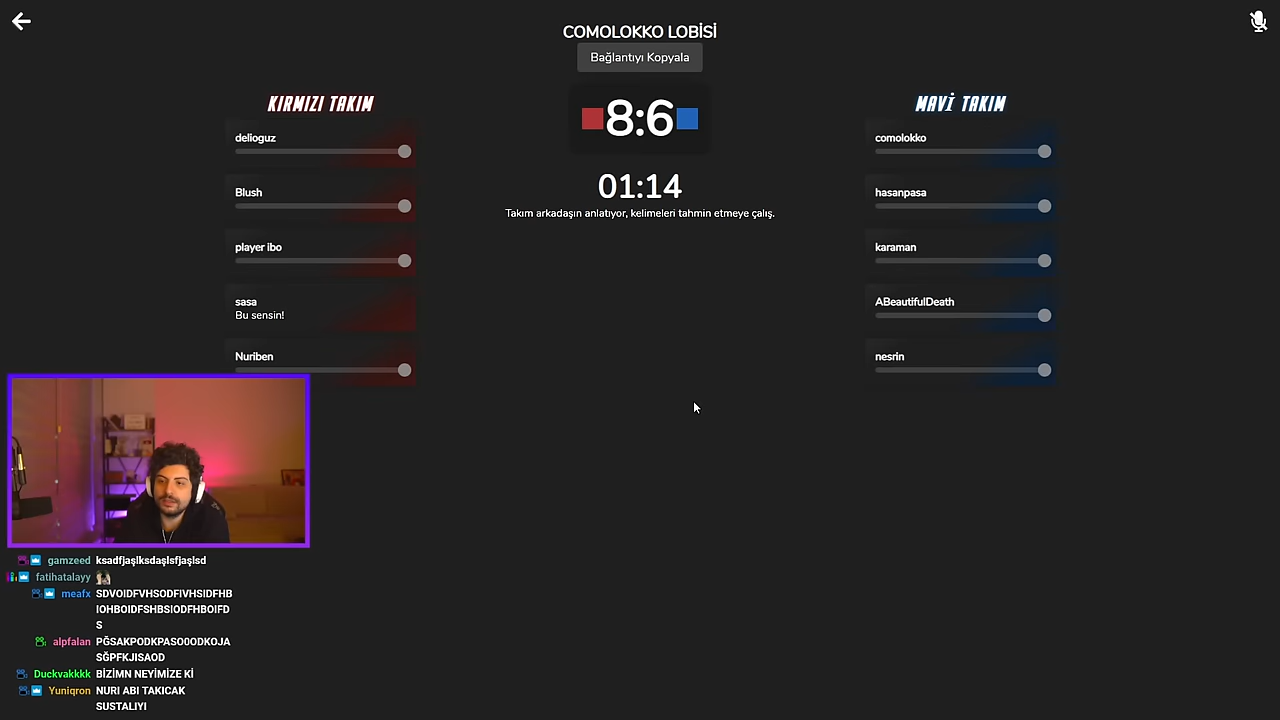 COMOLOKKO LOBİSİ
Bağlantıyı Kopyala
KIRMIZI TAKIM
8:6
MAVİ TAKIM
delioguz
comolokko
01:14
Blush
hasanpasa
Takım arkadaşın anlatıyor, kelimeleri tahmin etmeye çalış.
player ibo
karaman
sasa
Bu sensin!
ABeautifulDeath
Nuriben
nesrin
gamzeed ksadfjaşlksdaşlsfjaşlsd
fatihatalayy
meafx SDVOIDFVHSODFIVHSIDFHB
IOHBOIDFSHBSIODFHBOIFD
S
alpfalan PĞSAKPODKPASO0ODKOJA
SĞPFKJISAOD
Duckvakkkk BİZİMN NEYİMİZE Kİ
Yuniqron NURI ABI TAKICAK
SUSTALIYI